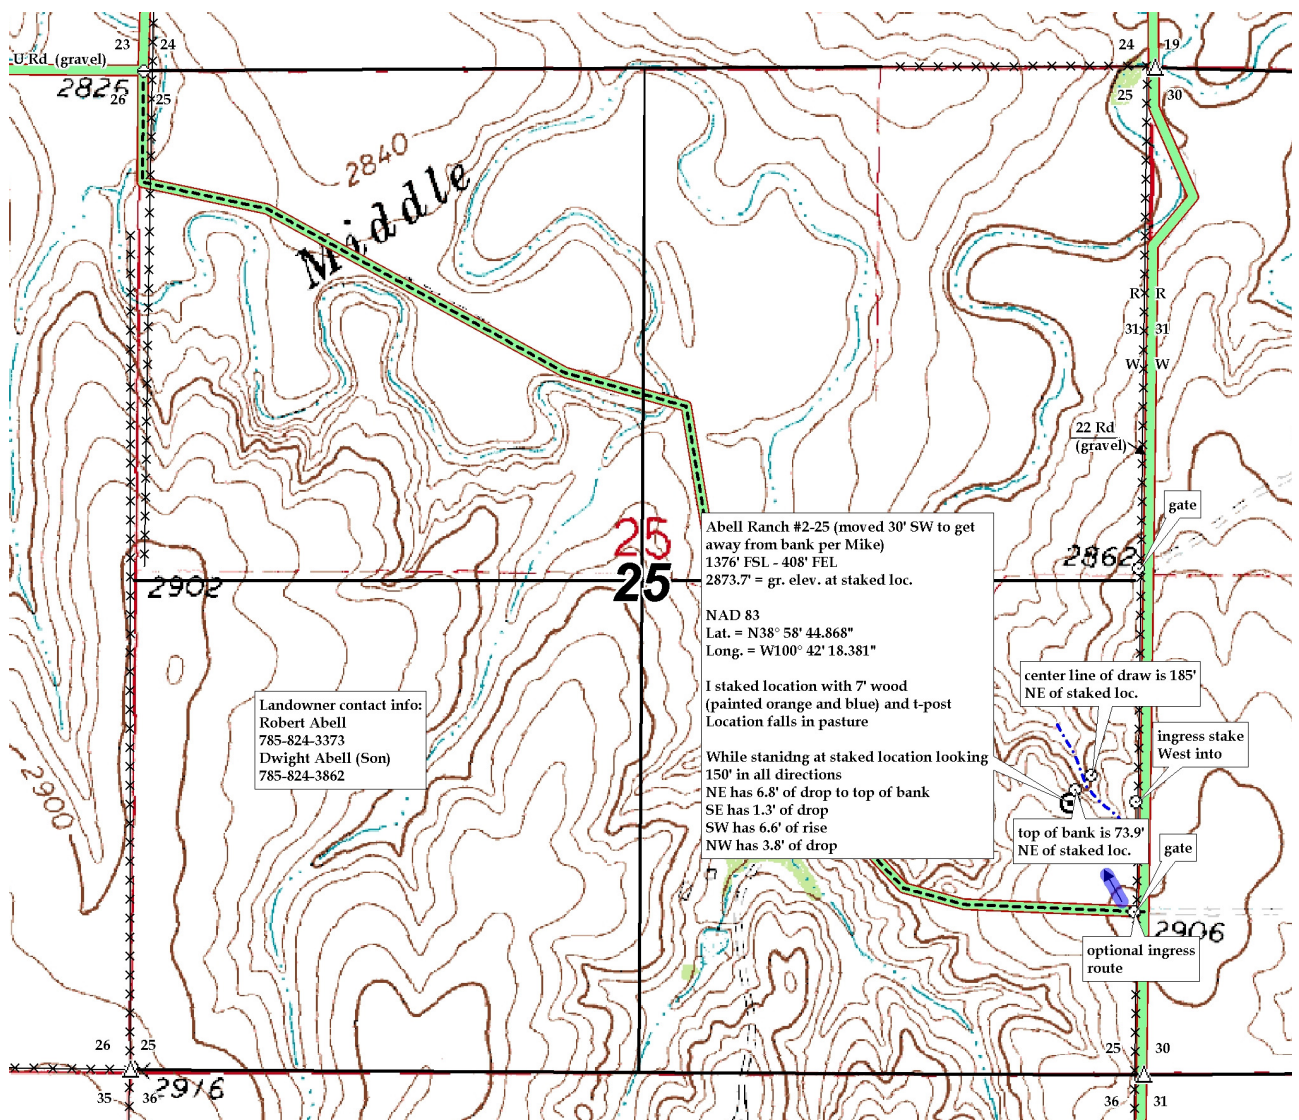 23
24
24
19
U Rd (gravel)
2825
26
25
25
30
2840
Middle
R
R
31
31
W
W
22 Rd
(gravel)
gate
25
25
2862
2902
Abell Ranch #2-25 (moved 30' SW to get
away from bank per Mike)
1376' FSL - 408' FEL
2873.7' = gr. elev. at staked loc.
NAD 83
Lat. = N38° 58' 44.868"
Long. = W100° 42' 18.381"
I staked location with 7' wood
(painted orange and blue) and t-post
Location falls in pasture
While stanidng at staked location looking
150' in all directions
NE has 6.8' of drop to top of bank
SE has 1.3' of drop
SW has 6.6' of rise
NW has 3.8' of drop
center line of draw is 185'
NE of staked loc.
Landowner contact info:
Robert Abell
785-824-3373
Dwight Abell (Son)
785-824-3862
ingress stake
West into
2900
top of bank is 73.9'
NE of staked loc.
gate
2906
optional ingress
route
26
25
25
30
2916
35
36
36
31